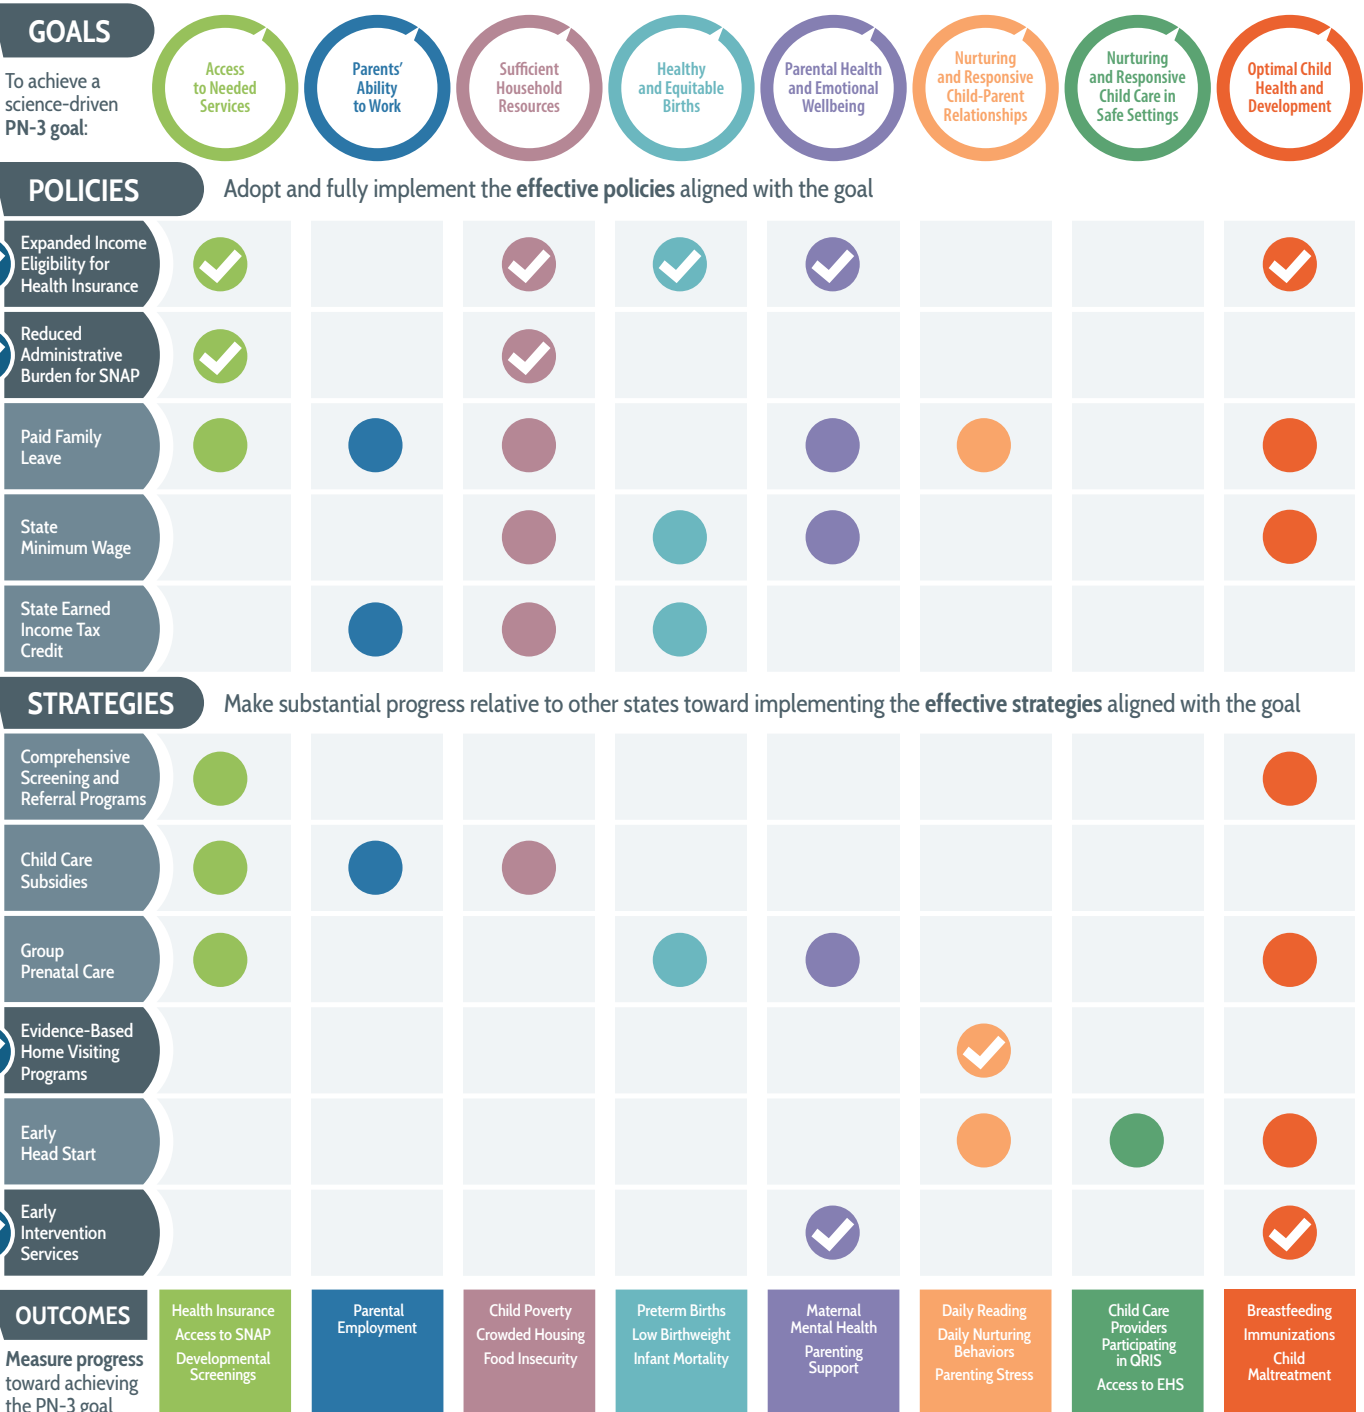 GOALS
To achieve a
science-driven
PN-3 goal:
Access
to Needed
Services
Parents'
Ability
to Work
Sufficient
Household
Resources
Healthy
and Equitable
Births
Parental Health
and Emotional
Wellbeing
Nurturing
and Responsive
Child-Parent
Relationships
Nurturing
and Responsive
Child Care in
Safe Settings
Optimal Child
Health and
Development
POLICIES
Adopt and fully implement the effective policies aligned with the goal
Expanded Income
Eligibility for
Health Insurance
Reduced
Administrative
Burden for SNAP
Paid Family
Leave
State
Minimum Wage
State Earned
Income Tax
Credit
STRATEGIES
Make substantial progress relative to other states toward implementing the effective strategies aligned with the goal
Comprehensive
Screening and
Referral Programs
Child Care
Subsidies
Group
Prenatal Care
Evidence-Based
Home Visiting
Programs
Early
Head Start
Early
Intervention
Services
OUTCOMES
Measure progress
toward achieving
the PN-3 goal
Health Insurance
Access to SNAP
Developmental
Screenings
Parental
Employment
Child Poverty
Crowded Housing
Food Insecurity
Preterm Births
Low Birthweight
Infant Mortality
Maternal
Mental Health
Parenting
Support
Daily Reading
Daily Nurturing
Behaviors
Parenting Stress
Child Care
Providers
Participating
in QRIS
Access to EHS
Breastfeeding
Immunizations
Child
Maltreatment